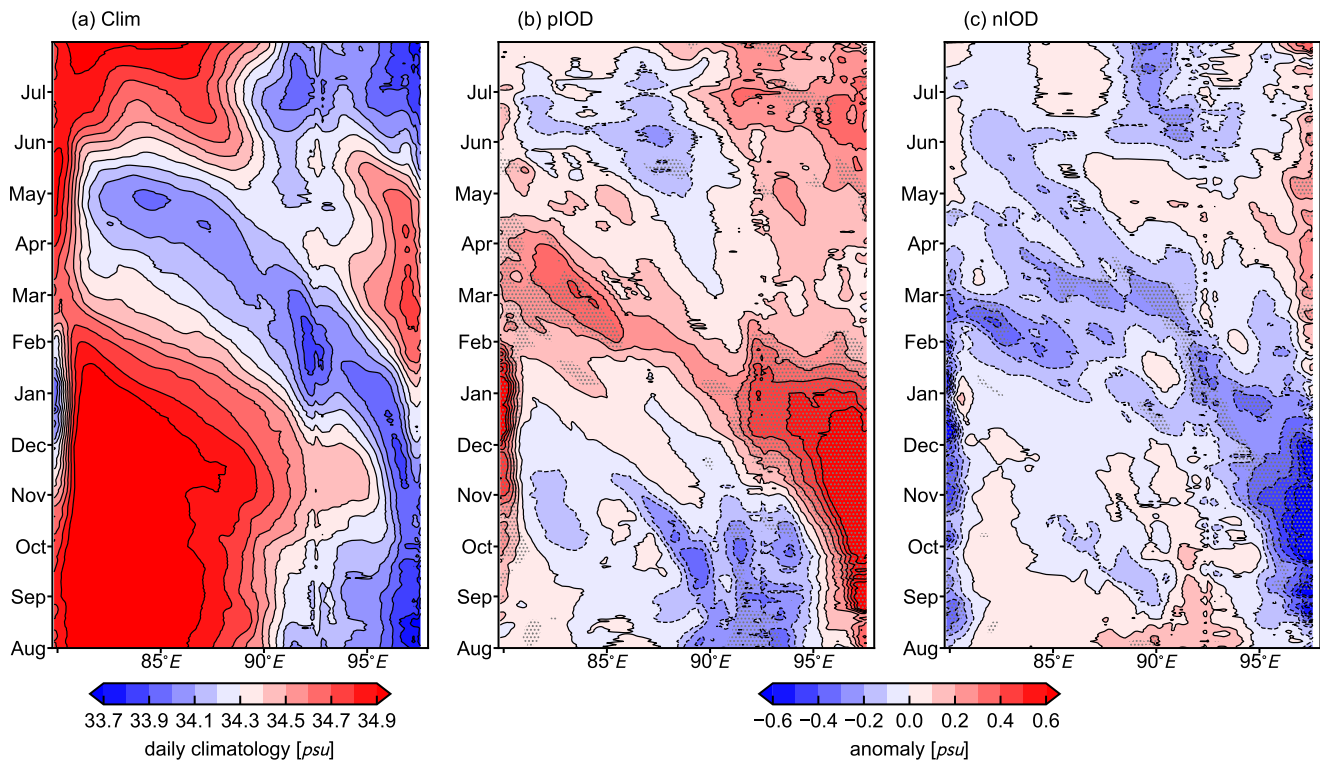 (a) Clim
(b) pIOD
(c) nIOD
Jul
Jun
May
Apr
Mar
Feb
Jan
Dec
Nov
Oct
Sep
Aug
85°E
90°E
95°E
Jul
Jun
May
Apr
Mar
Feb
Jan
Dec
Nov
Oct
Sep
Aug
85°E
90°E
95°E
Jul
Jun
May
Apr
Mar
Feb
Jan
Dec
Nov
Oct
Sep
Aug
85°E
90°E
95°E
33.7 33.9 34.1 34.3 34.5 34.7 34.9
daily climatology [psu]
−0.6 −0.4 −0.2 0.0 0.2 0.4 0.6
anomaly [psu]